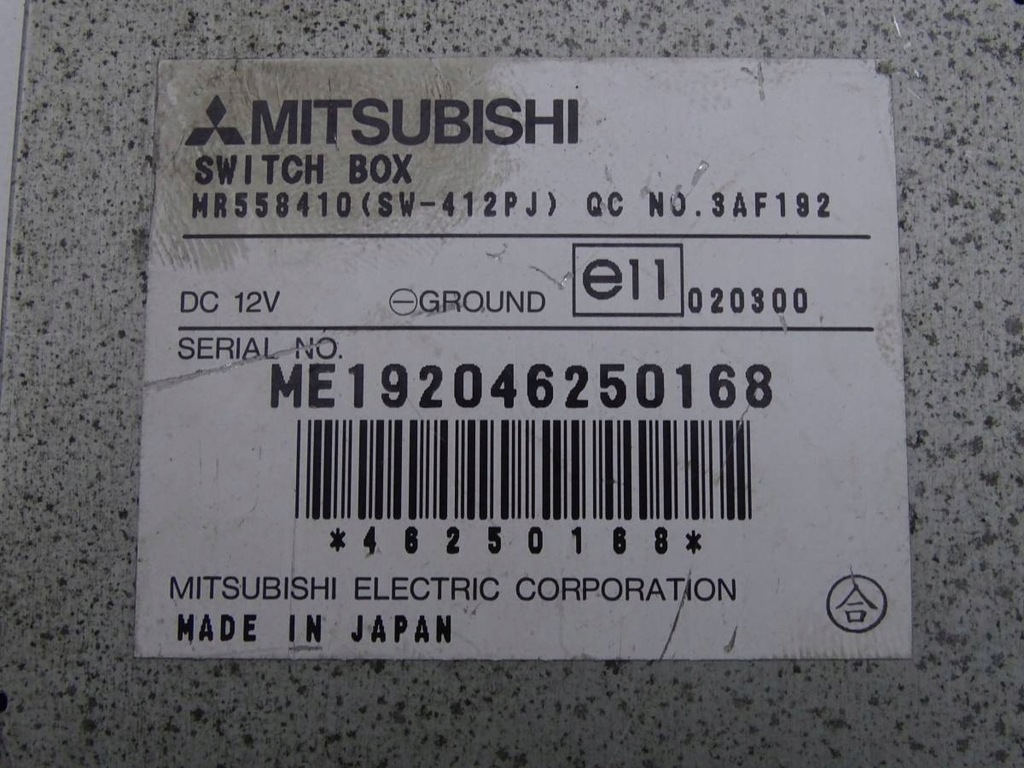 MITSUBISHI
SWITCH BOX
MR558410(SW-412PJ) QC NO.3AF192
DC 12V ⊖GROUND e11 020300
SERIAL NO.
ME192046250168
*46250168*
MITSUBISHI ELECTRIC CORPORATION
MADE IN JAPAN
合